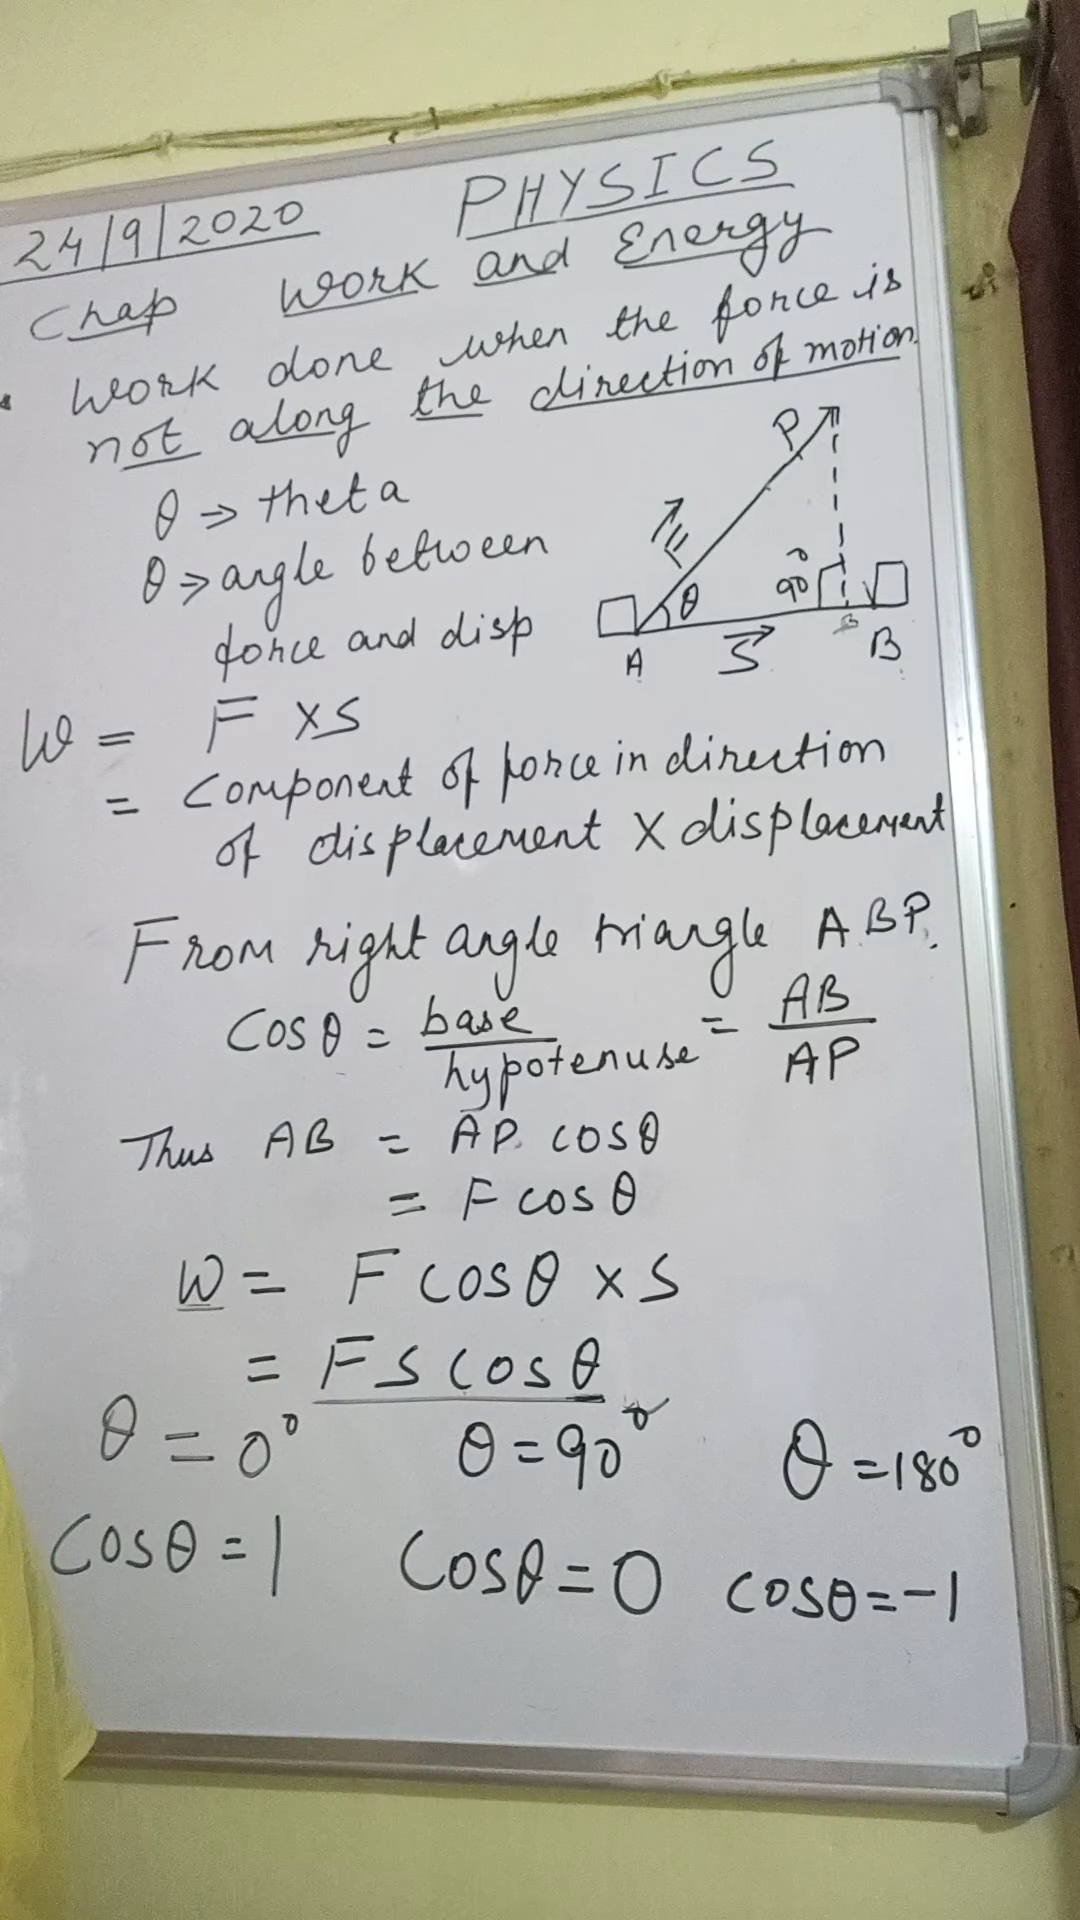 24/9/2020 PHYSICS
Chap Work and Energy
• Work done when the force is
not along the direction of motion.
θ => theta
θ => angle between
force and disp
P
F
θ
90°
A
S
B
B
W = F x S
= Component of force in direction
of displacement X displacement
From right angle triangle ABP.
Cos θ = base/hypotenuse = AB/AP
Thus AB = AP. cos θ
= F cos θ
W = F cos θ x S
= F S cos θ
θ = 0° θ = 90° θ = 180°
Cos θ = 1 Cos θ = 0 cos θ = -1